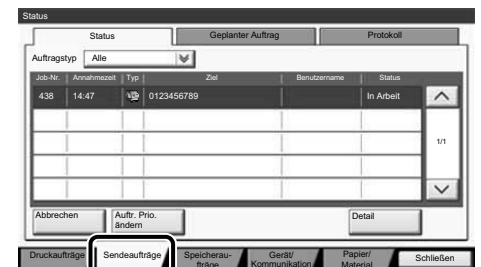 Status
Status Geplanter Auftrag Protokoll
Auftragstyp Alle
Job-Nr. Annahmezeit Typ Ziel Benutzername Status
438 14:47 0123456789 In Arbeit
1/1
Abbrechen Auftr. Prio.
ändern Detail
Druckaufträge Sendeaufträge Speicherau-
fträge Gerät/
Kommunikation Papier/
Material Schließen